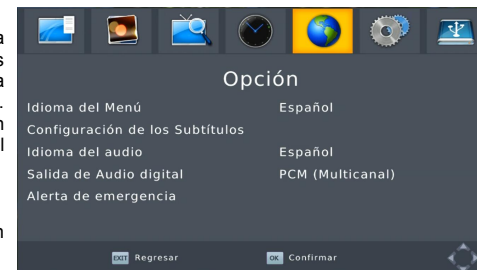 Opción
Idioma del Menú Español
Configuración de los Subtítulos
Idioma del audio Español
Salida de Audio digital PCM (Multicanal)
Alerta de emergencia
EXIT Regresar OK Confirmar